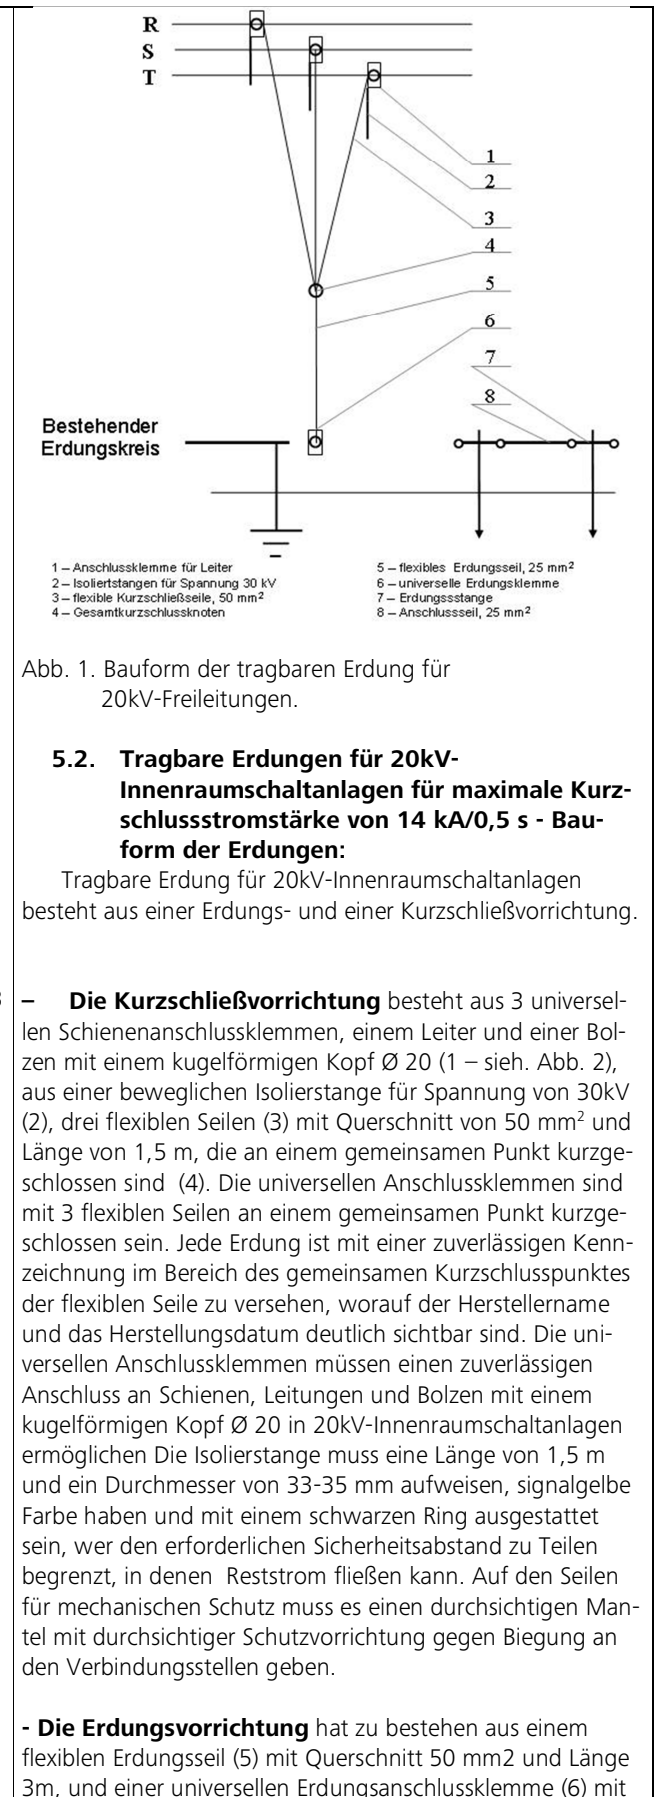 R
S
T
1
2
3
4
5
6
7
8
Bestehender
Erdungskreis
1 – Anschlussklemme für Leiter
2 – Isoliertstangen für Spannung 30 kV
3 – flexible Kurzschließseile, 50 mm²
4 – Gesamtkurzschlussknoten
5 – flexibles Erdungsseil, 25 mm²
6 – universelle Erdungsklemme
7 – Erdungssstange
8 – Anschlussseil, 25 mm²
Abb. 1. Bauform der tragbaren Erdung für
20kV-Freileitungen.
5.2. Tragbare Erdungen für 20kV-
Innenraumschaltanlagen für maximale Kurz-
schlussstromstärke von 14 kA/0,5 s - Bau-
form der Erdungen:
Tragbare Erdung für 20kV-Innenraumschaltanlagen
besteht aus einer Erdungs- und einer Kurzschließvorrichtung.
– Die Kurzschließvorrichtung besteht aus 3 universel-
len Schienenanschlussklemmen, einem Leiter und einer Bol-
zen mit einem kugelförmigen Kopf Ø 20 (1 – sieh. Abb. 2),
aus einer beweglichen Isolierstange für Spannung von 30kV
(2), drei flexiblen Seilen (3) mit Querschnitt von 50 mm² und
Länge von 1,5 m, die an einem gemeinsamen Punkt kurzge-
schlossen sind (4). Die universellen Anschlussklemmen sind
mit 3 flexiblen Seilen an einem gemeinsamen Punkt kurzge-
schlossen sein. Jede Erdung ist mit einer zuverlässigen Kenn-
zeichnung im Bereich des gemeinsamen Kurzschlusspunktes
der flexiblen Seile zu versehen, worauf der Herstellername
und das Herstellungsdatum deutlich sichtbar sind. Die uni-
versellen Anschlussklemmen müssen einen zuverlässigen
Anschluss an Schienen, Leitungen und Bolzen mit einem
kugelförmigen Kopf Ø 20 in 20kV-Innenraumschaltanlagen
ermöglichen Die Isolierstange muss eine Länge von 1,5 m
und ein Durchmesser von 33-35 mm aufweisen, signalgelbe
Farbe haben und mit einem schwarzen Ring ausgestattet
sein, wer den erforderlichen Sicherheitsabstand zu Teilen
begrenzt, in denen Reststrom fließen kann. Auf den Seilen
für mechanischen Schutz muss es einen durchsichtigen Man-
tel mit durchsichtiger Schutzvorrichtung gegen Biegung an
den Verbindungsstellen geben.
- Die Erdungsvorrichtung hat zu bestehen aus einem
flexiblen Erdungsseil (5) mit Querschnitt 50 mm2 und Länge
3m, und einer universellen Erdungsanschlussklemme (6) mit